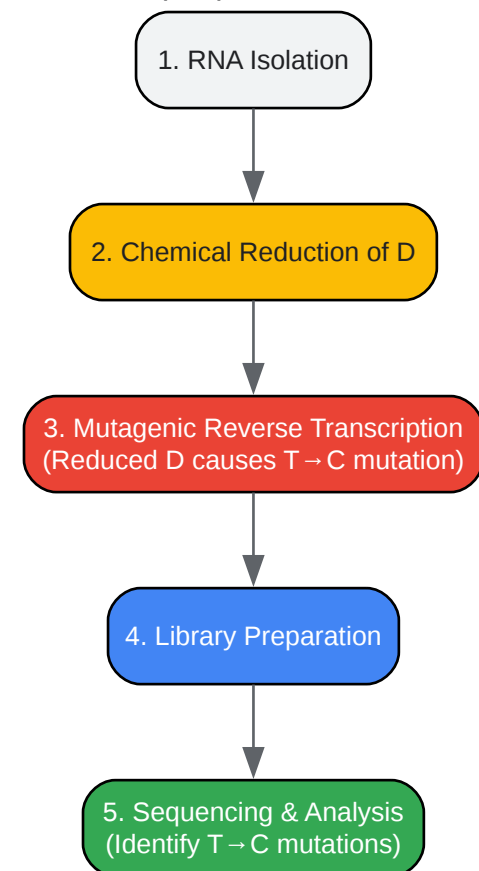 1. RNA Isolation
2. Chemical Reduction of D
3. Mutagenic Reverse Transcription
(Reduced D causes T→C mutation)
4. Library Preparation
5. Sequencing & Analysis
(Identify T→C mutations)